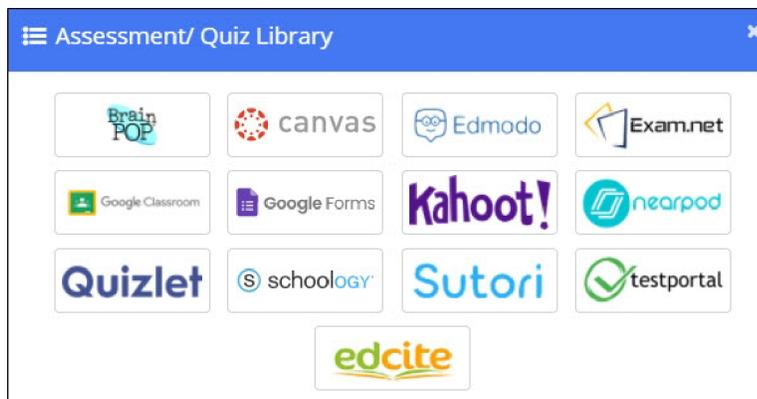 Assessment/ Quiz Library
Brain
POP
canvas
Edmodo
Exam.net
Google Classroom
Google Forms
Kahoot!
nearpod
Quizlet
S schoology
Sutori
testportal
edcite